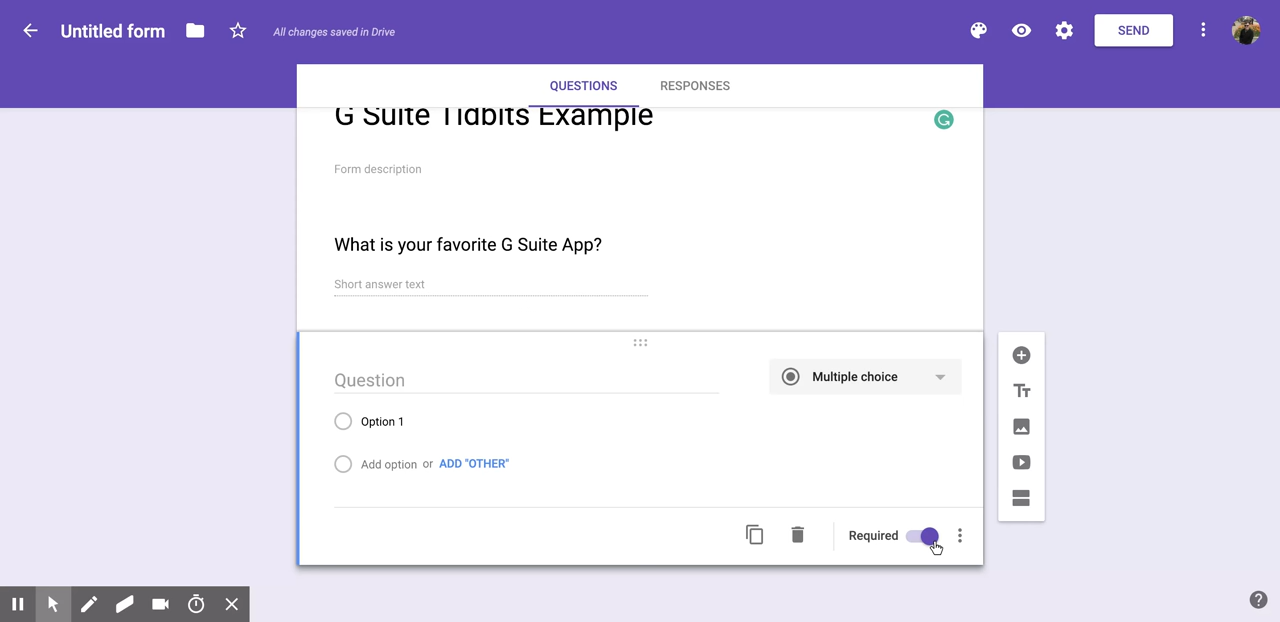 Untitled form
All changes saved in Drive
SEND
QUESTIONS RESPONSES
G Suite Tidbits Example
Form description
What is your favorite G Suite App?
Short answer text
Question
Multiple choice
Option 1
Add option or ADD "OTHER"
Required